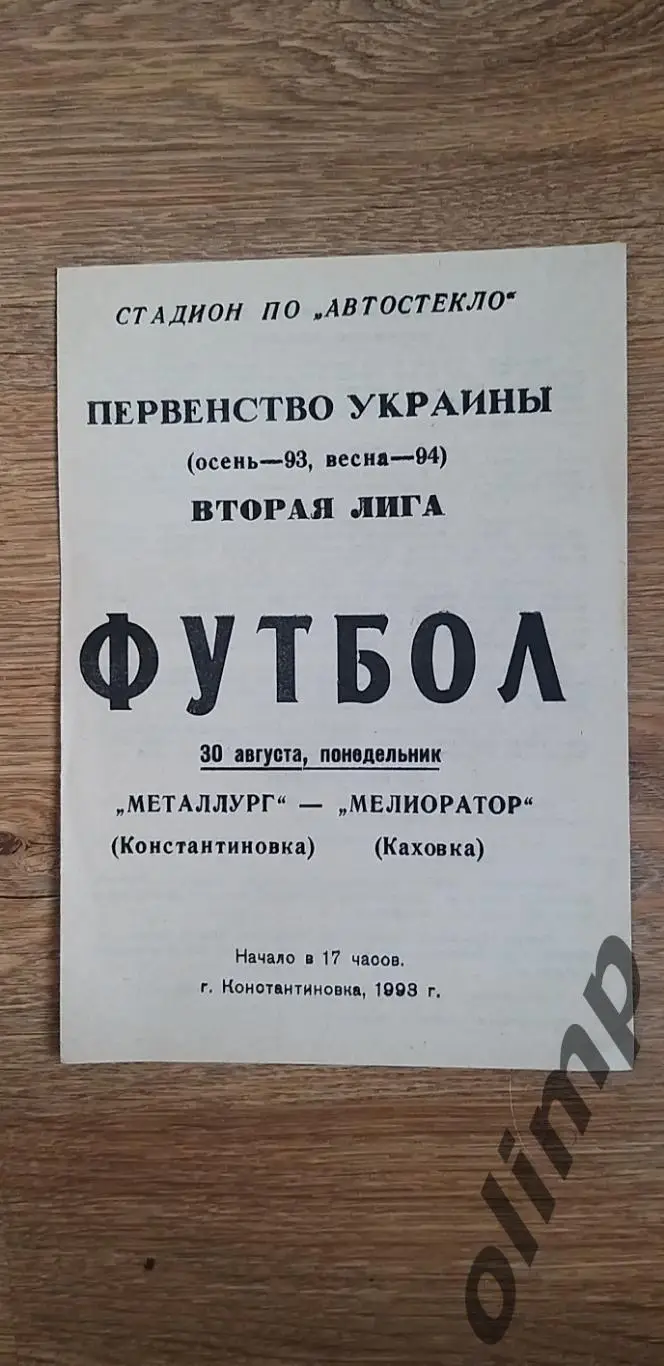 СТАДИОН ПО „АВТОСТЕКЛО“
ПЕРВЕНСТВО УКРАИНЫ
(осень—93, весна—94)
ВТОРАЯ ЛИГА
ФУТБОЛ
30 августа, понедельник
„МЕТАЛЛУРГ“ — „МЕЛИОРАТОР“
(Константиновка) (Каховка)
Начало в 17 часов.
г. Константиновка, 1993 г.
olimp